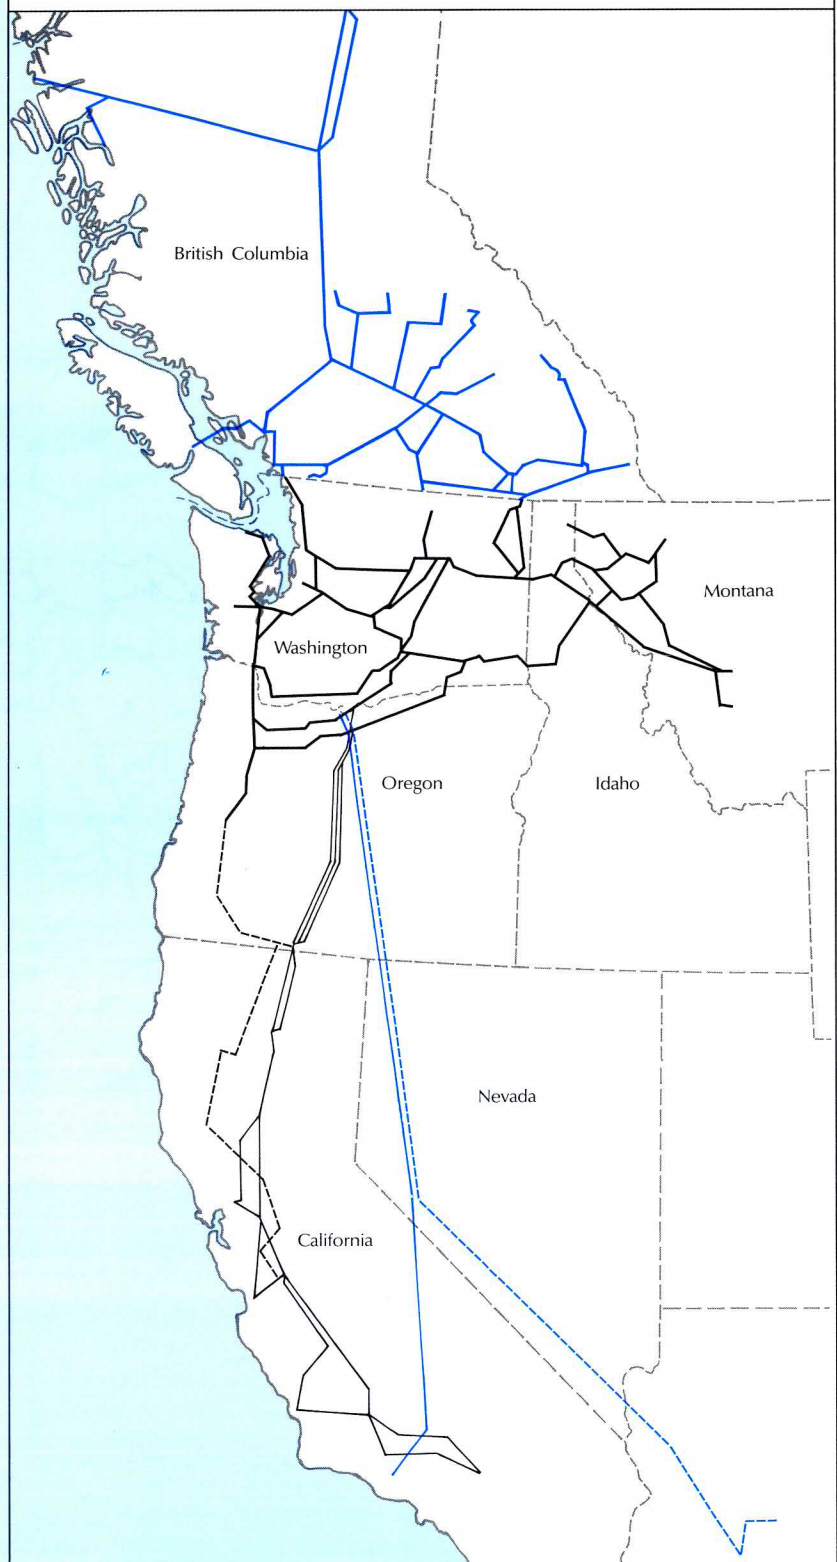 British Columbia
Montana
Washington
Oregon
Idaho
Nevada
California